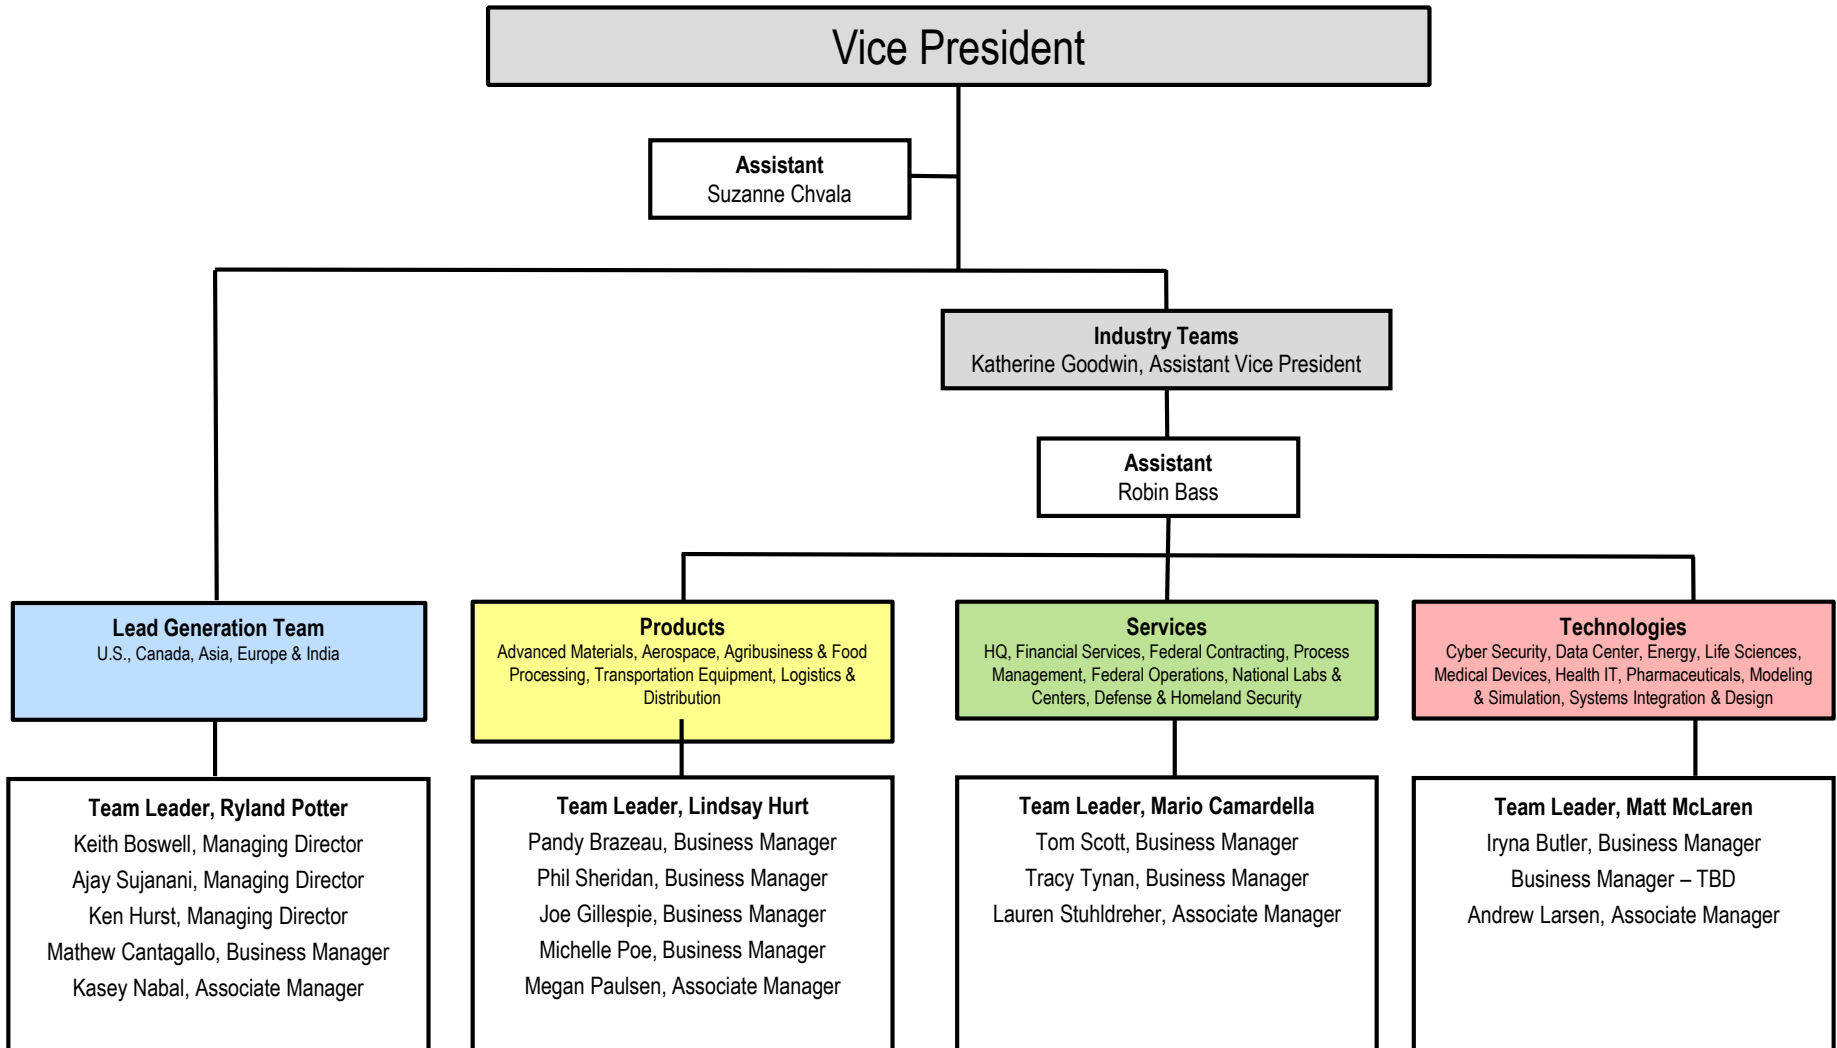 Vice President
Assistant
Suzanne Chvala
Industry Teams
Katherine Goodwin, Assistant Vice President
Assistant
Robin Bass
Lead Generation Team
U.S., Canada, Asia, Europe & India
Products
Advanced Materials, Aerospace, Agribusiness & Food
Processing, Transportation Equipment, Logistics &
Distribution
Services
HQ, Financial Services, Federal Contracting, Process
Management, Federal Operations, National Labs &
Centers, Defense & Homeland Security
Technologies
Cyber Security, Data Center, Energy, Life Sciences,
Medical Devices, Health IT, Pharmaceuticals, Modeling
& Simulation, Systems Integration & Design
Team Leader, Ryland Potter
Keith Boswell, Managing Director
Ajay Sujanani, Managing Director
Ken Hurst, Managing Director
Mathew Cantagallo, Business Manager
Kasey Nabal, Associate Manager
Team Leader, Lindsay Hurt
Pandy Brazeau, Business Manager
Phil Sheridan, Business Manager
Joe Gillespie, Business Manager
Michelle Poe, Business Manager
Megan Paulsen, Associate Manager
Team Leader, Mario Camardella
Tom Scott, Business Manager
Tracy Tynan, Business Manager
Lauren Stuhldreher, Associate Manager
Team Leader, Matt McLaren
Iryna Butler, Business Manager
Business Manager – TBD
Andrew Larsen, Associate Manager